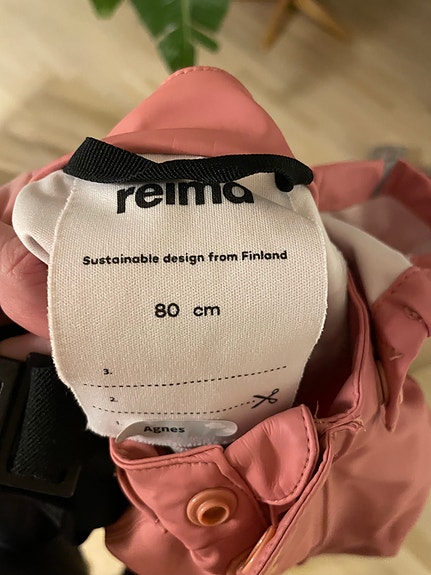 reima
Sustainable design from Finland
80 cm
3.
2.
1.
Agnes